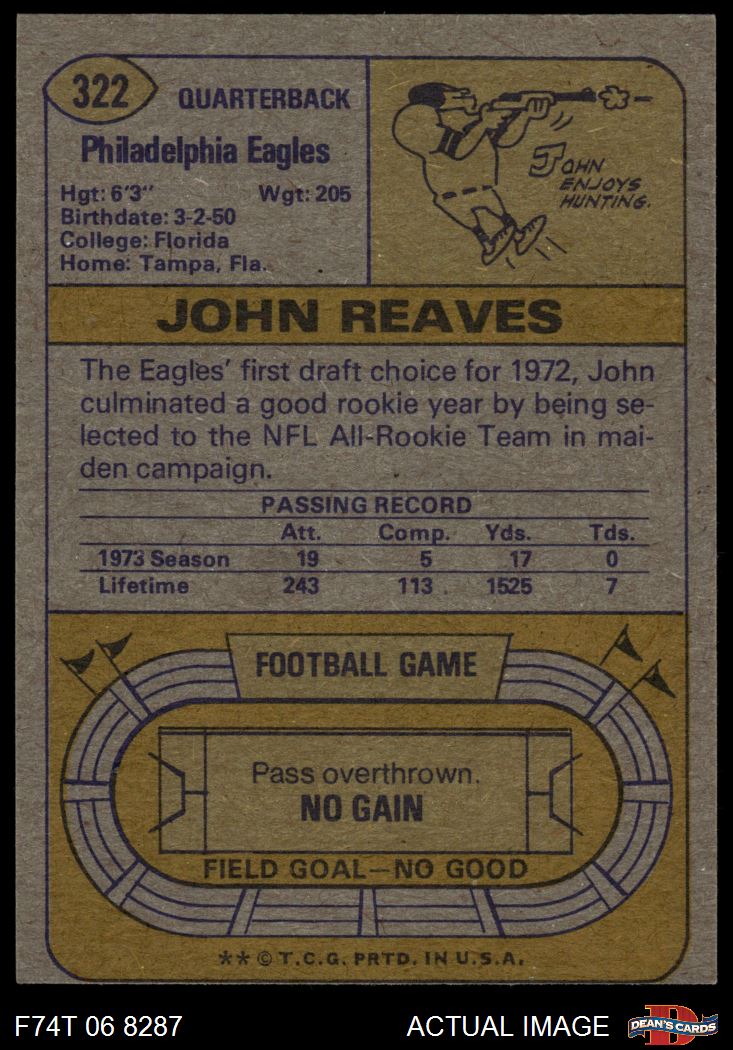 322
QUARTERBACK
Philadelphia Eagles
Hgt: 6'3" Wgt: 205
Birthdate: 3-2-50
College: Florida
Home: Tampa, Fla.
JOHN
ENJOYS
HUNTING.
JOHN REAVES
The Eagles' first draft choice for 1972, John
culminated a good rookie year by being se-
lected to the NFL All-Rookie Team in mai-
den campaign.
PASSING RECORD
Att. Comp. Yds. Tds.
1973 Season 19 5 17 0
Lifetime 243 113 1525 7
FOOTBALL GAME
Pass overthrown.
NO GAIN
FIELD GOAL—NO GOOD
** © T.C.G. PRTD. IN U.S.A.
F74T 06 8287
ACTUAL IMAGE
D
DEAN'S CARDS